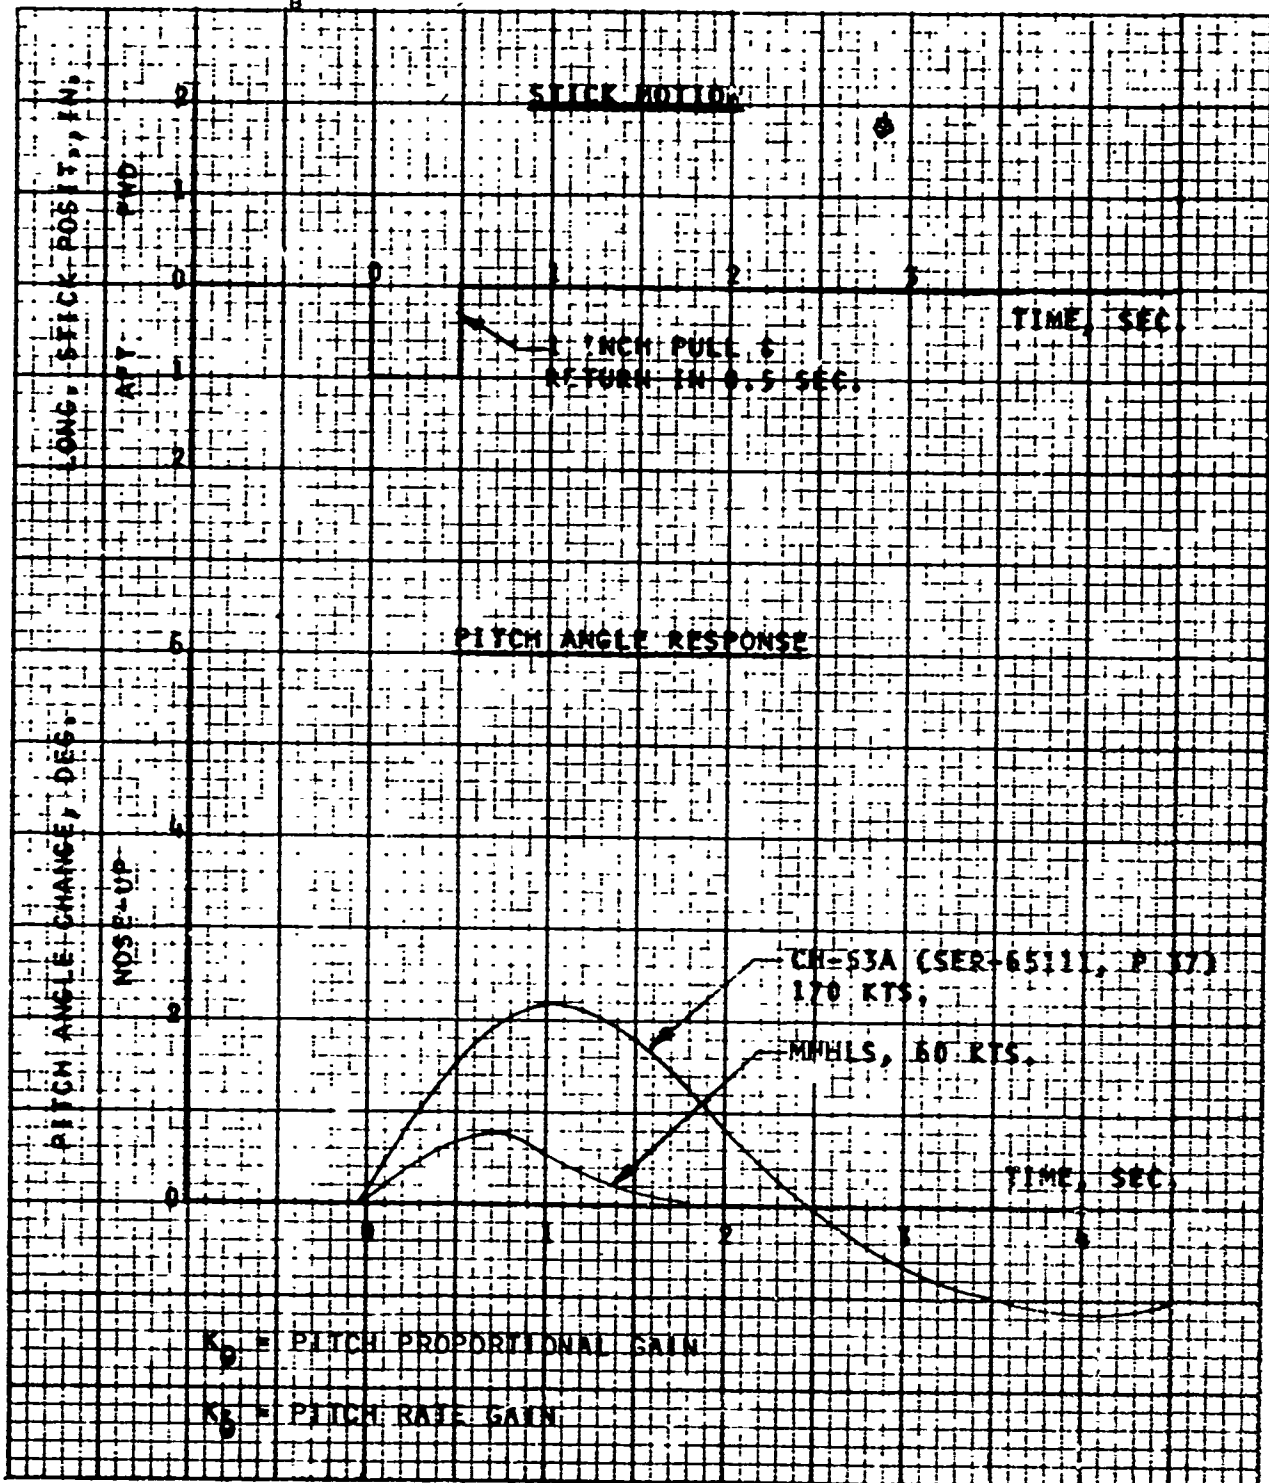 STICK MOTION
LONG. STICK POSIT., IN.
FWD
AFT
2
1
0
1
2
0 1 2 3
TIME, SEC.
1 INCH PULL &
RETURN IN 0.5 SEC.
PITCH ANGLE RESPONSE
PITCH ANGLE CHANGE, DEG.
NOSE-UP
6
4
2
0
CH-53A (SER-65111, P 37)
170 KTS.
MHHLS, 60 KTS.
TIME, SEC.
0 1 2 3 4
= PITCH PROPORTIONAL GAIN
= PITCH RATE GAIN